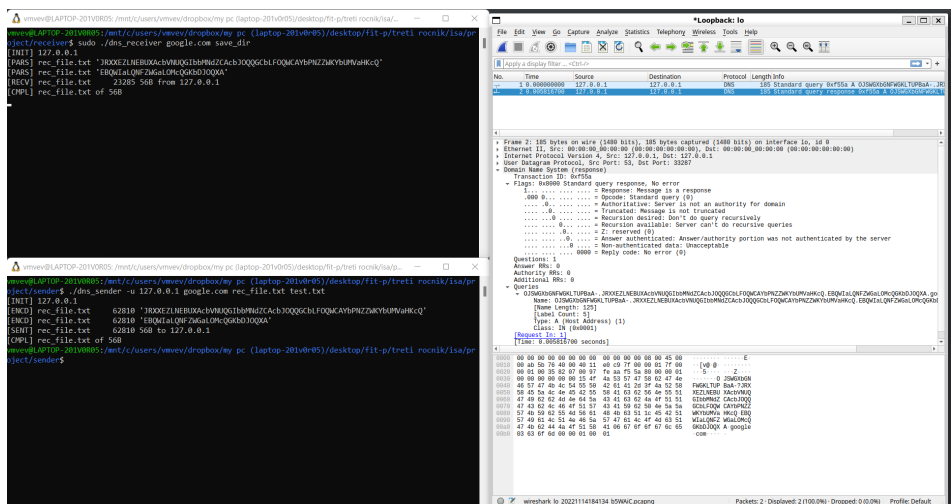 vmvev@LAPTOP-201V0R05: /mnt/c/users/vmvev/dropbox/my pc (laptop-201v0r05)/desktop/fit-p/treti rocnik/isa/...
vmvev@LAPTOP-201V0R05:/mnt/c/users/vmvev/dropbox/my pc (laptop-201v0r05)/desktop/fit-p/treti rocnik/isa/pr
oject/receiver$ sudo ./dns_receiver google.com save_dir
[INIT] 127.0.0.1
[PARS] rec_file.txt 'JRXXEZLNEBUXAcbVNUQGIbbMNdZCAcbJOQQGCbLFOQWCAYbPNZZWKYbUMVaHKcQ'
[PARS] rec_file.txt 'EBQWIaLQNFZWGaLOMcQGKbDJOQXA'
[RECV] rec_file.txt 23285 56B from 127.0.0.1
[CMPL] rec_file.txt of 56B
vmvev@LAPTOP-201V0R05: /mnt/c/users/vmvev/dropbox/my pc (laptop-201v0r05)/desktop/fit-p/treti rocnik/isa/p...
vmvev@LAPTOP-201V0R05:/mnt/c/users/vmvev/dropbox/my pc (laptop-201v0r05)/desktop/fit-p/treti rocnik/isa/pr
oject/sender$ ./dns_sender -u 127.0.0.1 google.com rec_file.txt test.txt
[INIT] 127.0.0.1
[ENCD] rec_file.txt 62810 'JRXXEZLNEBUXAcbVNUQGIbbMNdZCAcbJOQQGCbLFOQWCAYbPNZZWKYbUMVaHKcQ'
[ENCD] rec_file.txt 62810 'EBQWIaLQNFZWGaLOMcQGKbDJOQXA'
[SENT] rec_file.txt 62810 56B to 127.0.0.1
[CMPL] rec_file.txt of 56B
vmvev@LAPTOP-201V0R05:/mnt/c/users/vmvev/dropbox/my pc (laptop-201v0r05)/desktop/fit-p/treti rocnik/isa/pr
oject/sender$
*Loopback: lo
File Edit View Go Capture Analyze Statistics Telephony Wireless Tools Help
Apply a display filter ... <Ctrl-/>
No. Time Source Destination Protocol Length Info
1 0.000000000 127.0.0.1 127.0.0.1 DNS 185 Standard query 0xf55a A
2 0.005816700 127.0.0.1 127.0.0.1 DNS 185 Standard query response 0xf55a A
Frame 2: 185 bytes on wire (1480 bits), 185 bytes captured (1480 bits) on interface lo, id 0
Ethernet II, Src: 00:00:00_00:00:00 (00:00:00:00:00:00), Dst: 00:00:00_00:00:00 (00:00:00:00:00:00)
Internet Protocol Version 4, Src: 127.0.0.1, Dst: 127.0.0.1
User Datagram Protocol, Src Port: 53, Dst Port: 33287
Domain Name System (response)
Transaction ID: 0xf55a
Flags: 0x8000 Standard query response, No error
1... .... .... .... = Response: Message is a response
.000 0... .... .... = Opcode: Standard query (0)
.... .0.. .... .... = Authoritative: Server is not an authority for domain
.... ..0. .... .... = Truncated: Message is not truncated
.... ...0 .... .... = Recursion desired: Don't do query recursively
.... .... 0... .... = Recursion available: Server can't do recursive queries
.... .... .0.. .... = Z: reserved (0)
.... .... ..0. .... = Answer authenticated: Answer/authority portion was not authenticated by the server
.... .... ...0 .... = Non-authenticated data: Unacceptable
.... .... .... 0000 = Reply code: No error (0)
Questions: 1
Answer RRs: 0
Authority RRs: 0
Additional RRs: 0
Queries
[Name Length: 125]
[Label Count: 5]
Type: A (Host Address) (1)
Class: IN (0x0001)
[Request In: 1]
[Time: 0.005816700 seconds]
wireshark_lo_20221114184134_b5WAiC.pcapng Packets: 2 · Displayed: 2 (100.0%) · Dropped: 0 (0.0%) Profile: Default